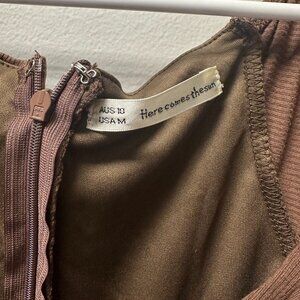 AUS 10
USA M
Here comes the sun